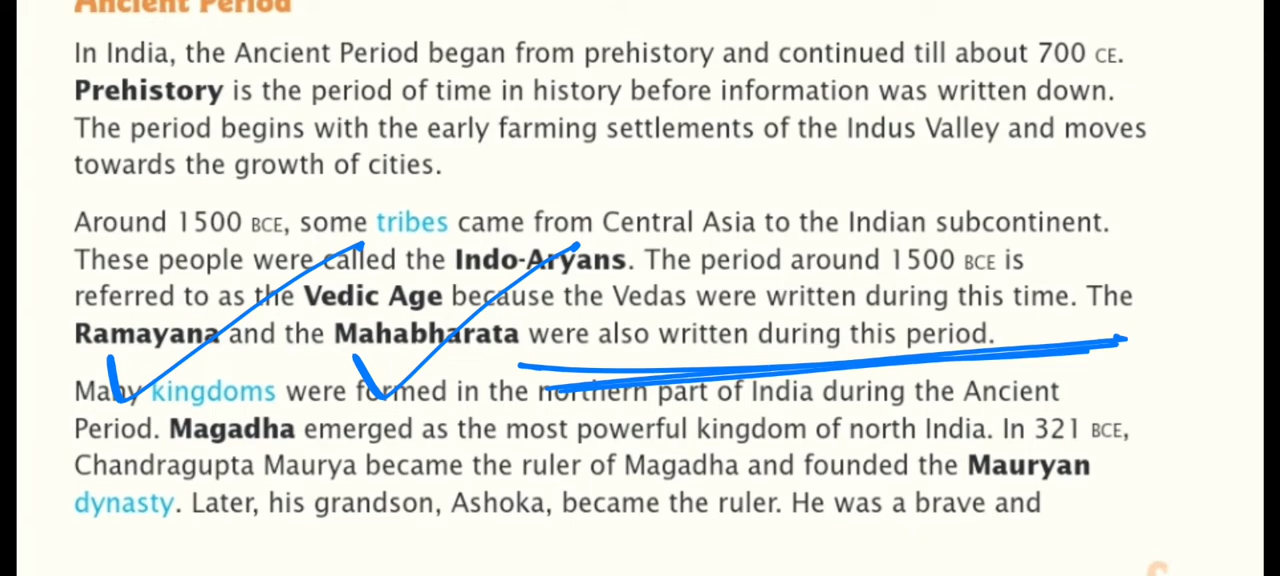 Ancient Period
In India, the Ancient Period began from prehistory and continued till about 700 CE.
Prehistory is the period of time in history before information was written down.
The period begins with the early farming settlements of the Indus Valley and moves
towards the growth of cities.
Around 1500 BCE, some tribes came from Central Asia to the Indian subcontinent.
These people were called the Indo-Aryans. The period around 1500 BCE is
referred to as the Vedic Age because the Vedas were written during this time. The
Ramayana and the Mahabharata were also written during this period.
Many kingdoms were formed in the northern part of India during the Ancient
Period. Magadha emerged as the most powerful kingdom of north India. In 321 BCE,
Chandragupta Maurya became the ruler of Magadha and founded the Mauryan
dynasty. Later, his grandson, Ashoka, became the ruler. He was a brave and